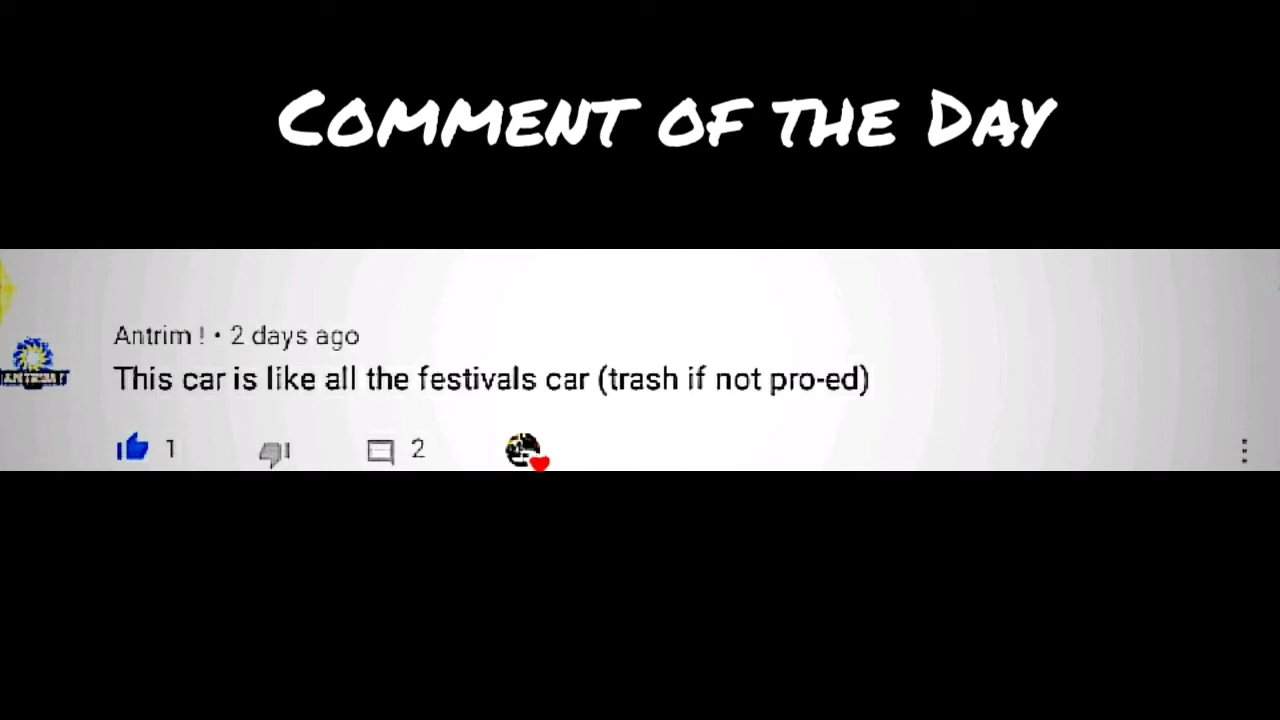 Comment of the Day
Antrim ! • 2 days ago
This car is like all the festivals car (trash if not pro-ed)
1 2